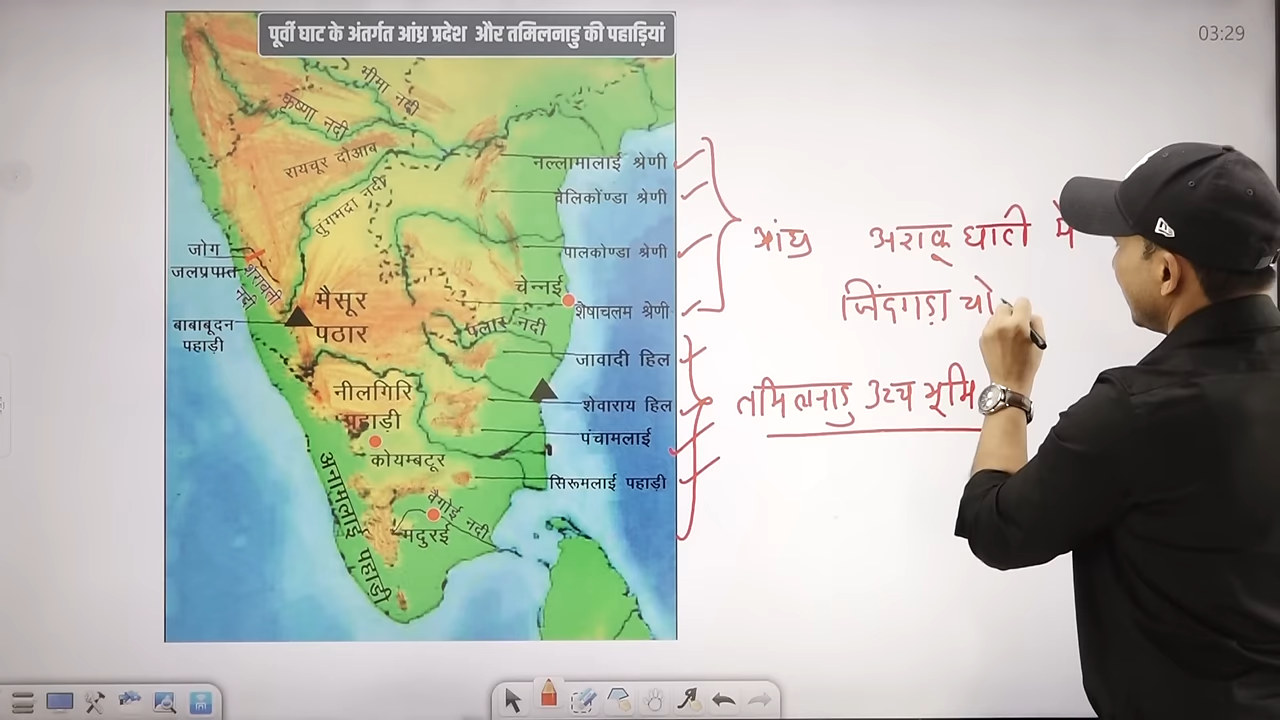 पूर्वी घाट के अंतर्गत आंध्र प्रदेश और तमिलनाडु की पहाड़ियां
03:29
भीमा नदी
कृष्णा नदी
रायचूर दोआब
तुंगमद्रा नदी
नल्लामालाई श्रेणी
वेलिकोंण्डा श्रेणी
पालकोण्डा श्रेणी
शेषाचलम श्रेणी
जोग
जलप्रपात
शरावती
नदी
चेन्नई
मैसूर
पठार
पलार नदी
बाबाबूदन
पहाड़ी
जावादी हिल
नीलगिरि
पहाड़ी
शेवाराय हिल
पंचामलाई
कोयम्बटूर
सिरूमलाई पहाड़ी
अनामलाई पहाड़ी
वैगोई नदी
मदुरई
आंध्र अराकू घाटी में
जिंदगड़ा चो
तमिलनाडु उच्च भूमि